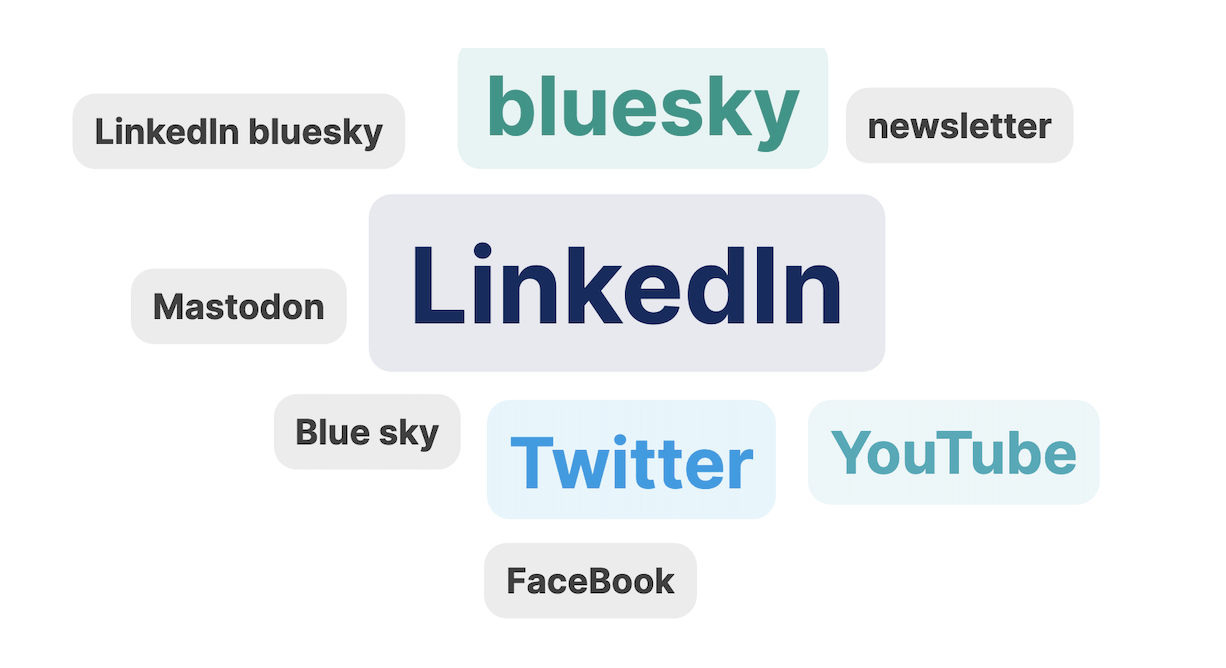 bluesky
LinkedIn bluesky
newsletter
LinkedIn
Mastodon
Blue sky
Twitter
YouTube
FaceBook